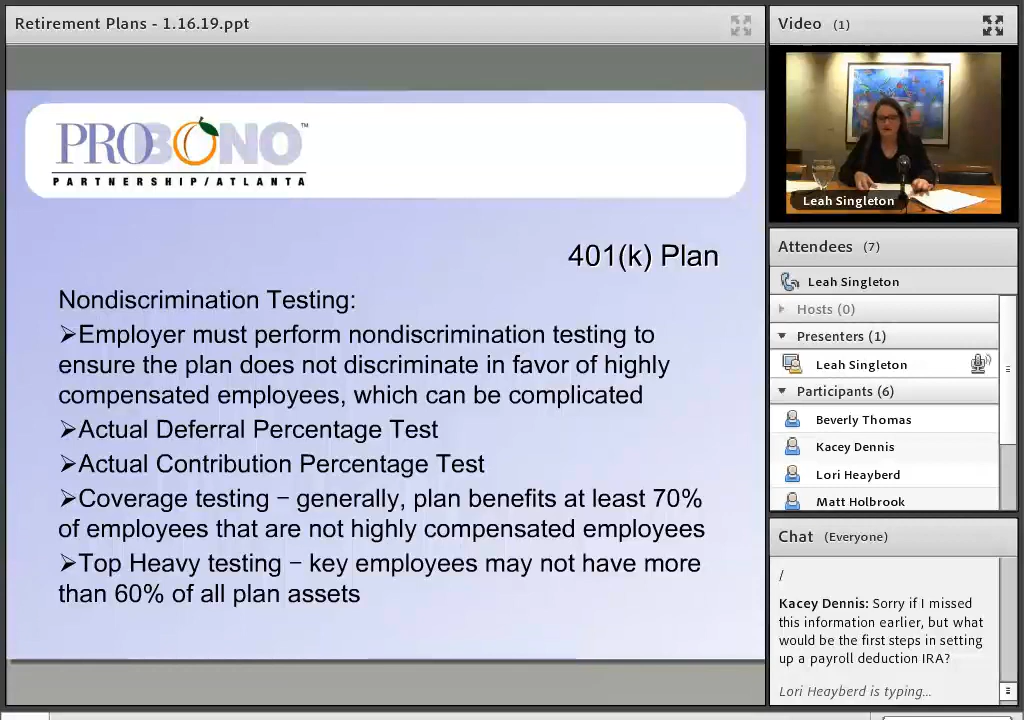 Retirement Plans - 1.16.19.ppt
PROBONO™
PARTNERSHIP/ATLANTA
401(k) Plan
Nondiscrimination Testing:
➢Employer must perform nondiscrimination testing to
ensure the plan does not discriminate in favor of highly
compensated employees, which can be complicated
➢Actual Deferral Percentage Test
➢Actual Contribution Percentage Test
➢Coverage testing – generally, plan benefits at least 70%
of employees that are not highly compensated employees
➢Top Heavy testing – key employees may not have more
than 60% of all plan assets
Video (1)
Leah Singleton
Attendees (7)
Leah Singleton
Hosts (0)
Presenters (1)
Leah Singleton
Participants (6)
Beverly Thomas
Kacey Dennis
Lori Heayberd
Matt Holbrook
Chat (Everyone)
/
Kacey Dennis: Sorry if I missed
this information earlier, but what
would be the first steps in setting
up a payroll deduction IRA?
Lori Heayberd is typing...